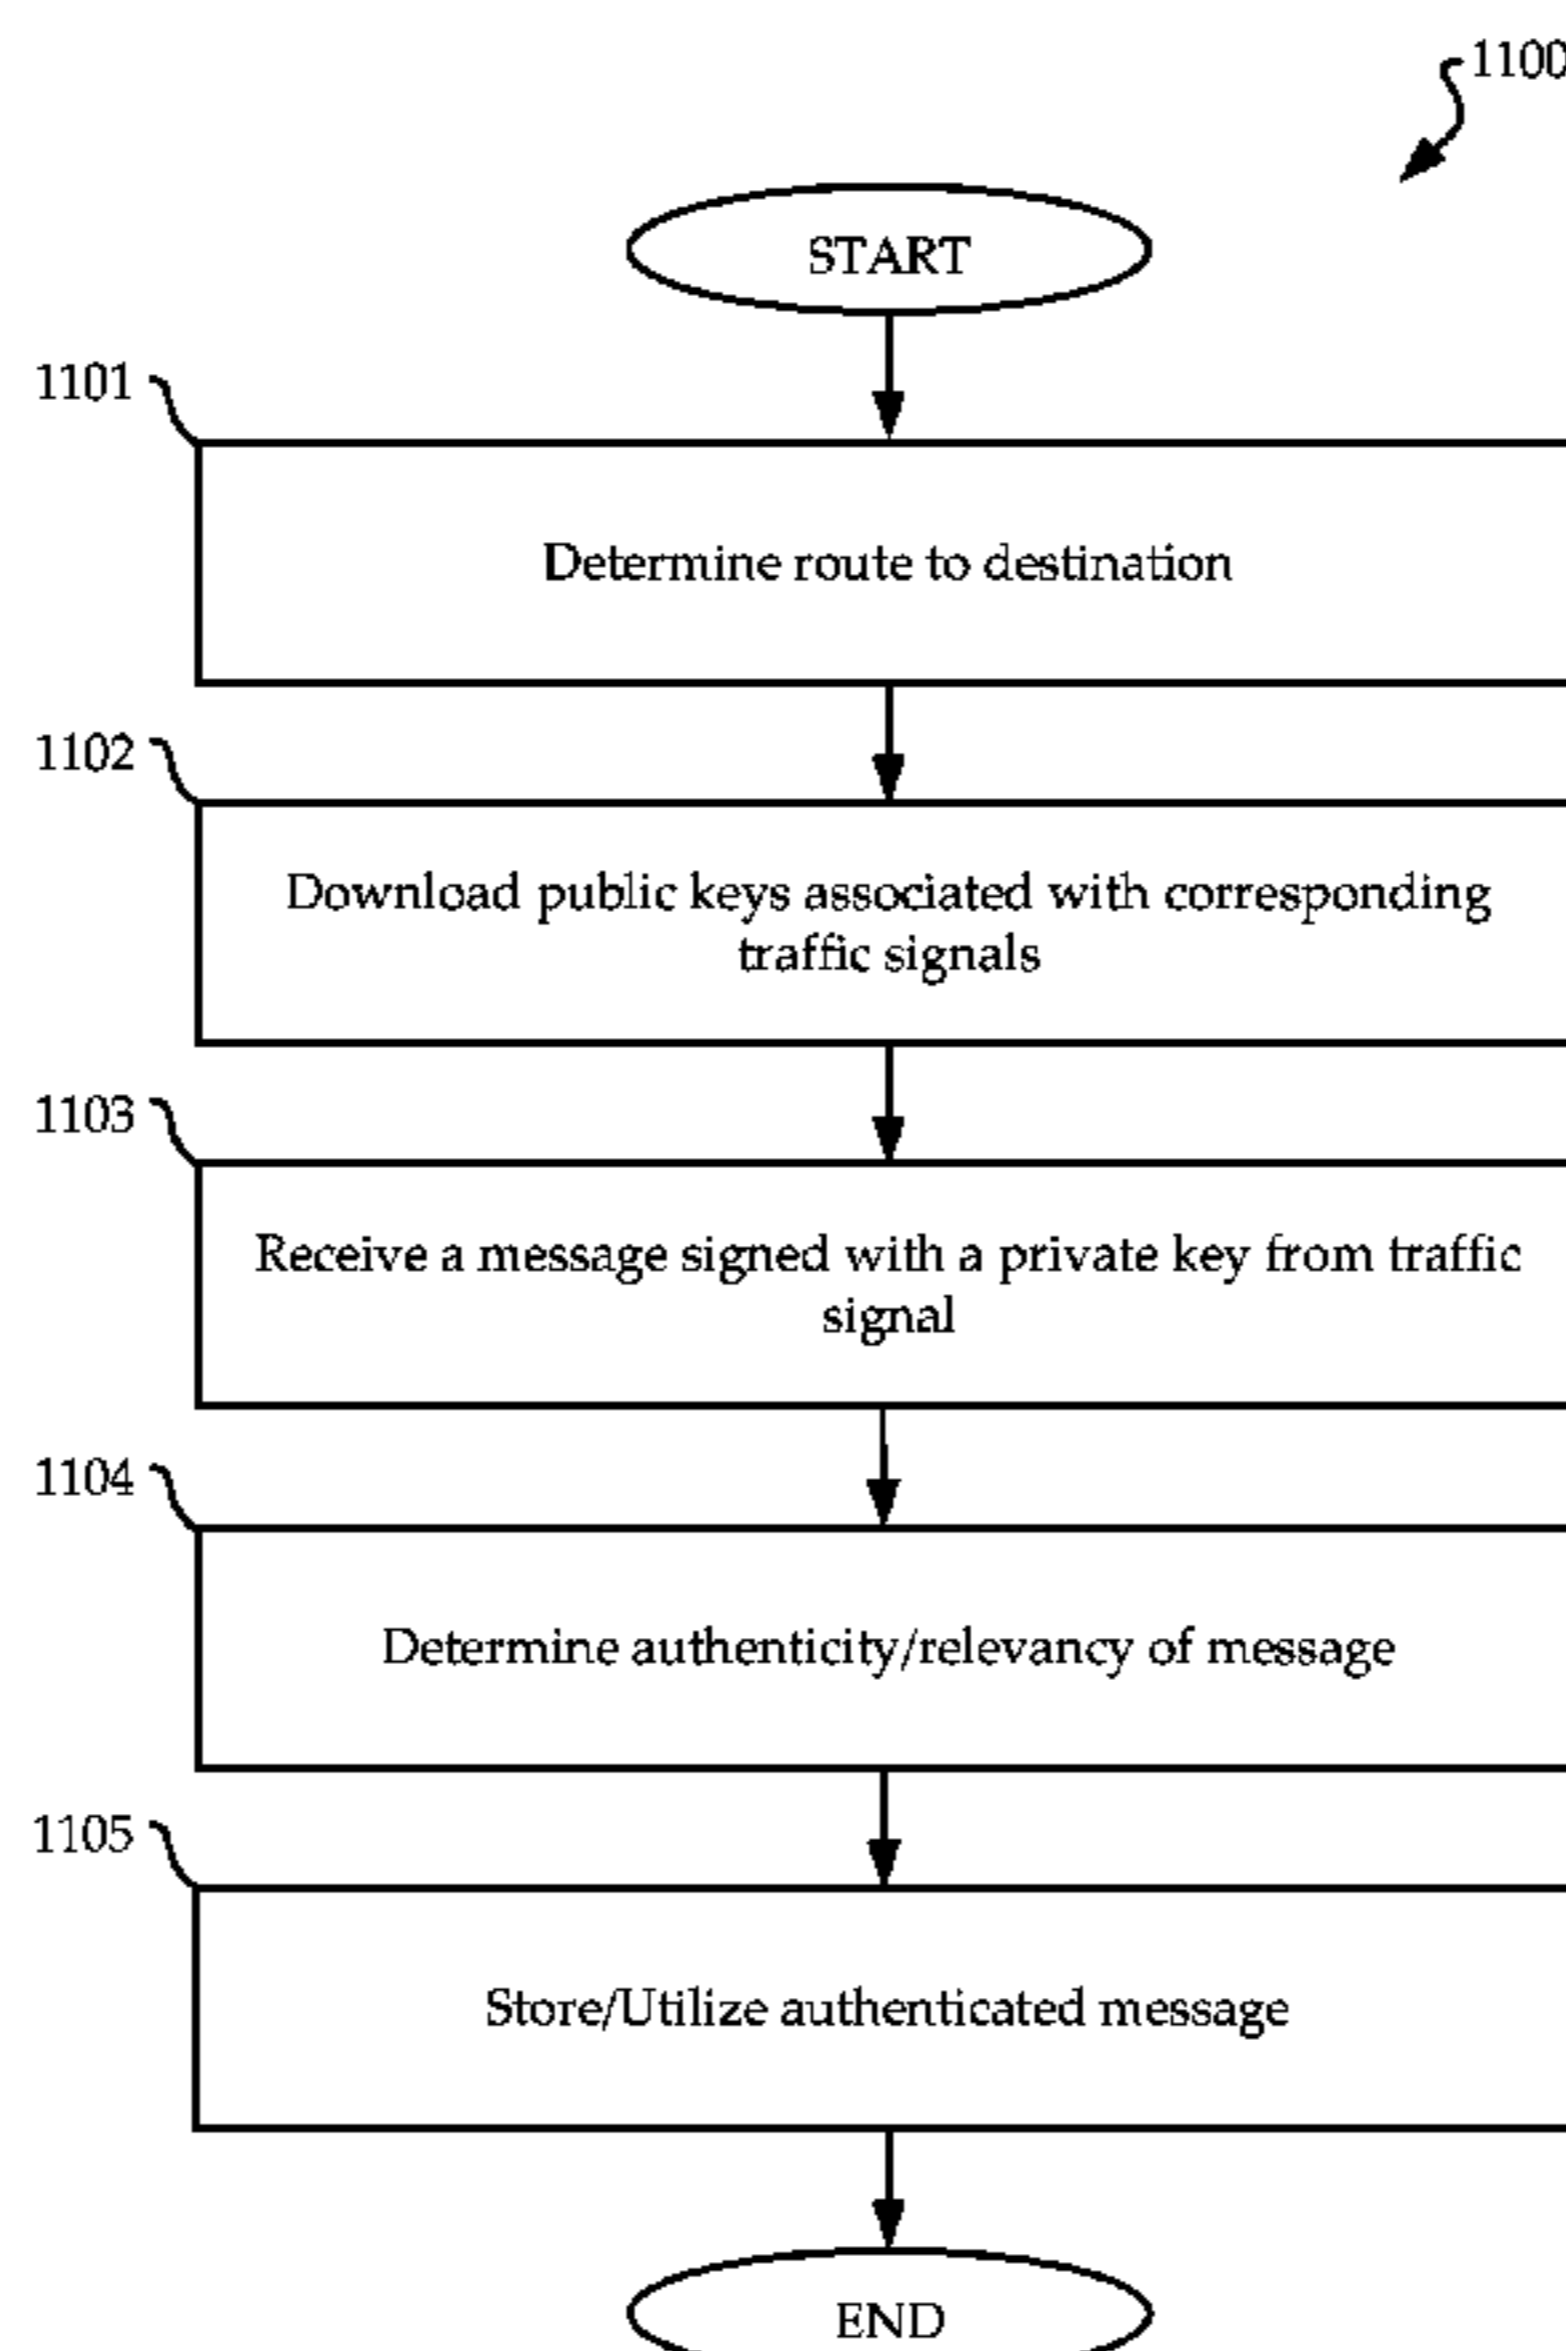 1100
START
1101
Determine route to destination
1102
Download public keys associated with corresponding
traffic signals
1103
Receive a message signed with a private key from traffic
signal
1104
Determine authenticity/relevancy of message
1105
Store/Utilize authenticated message
END